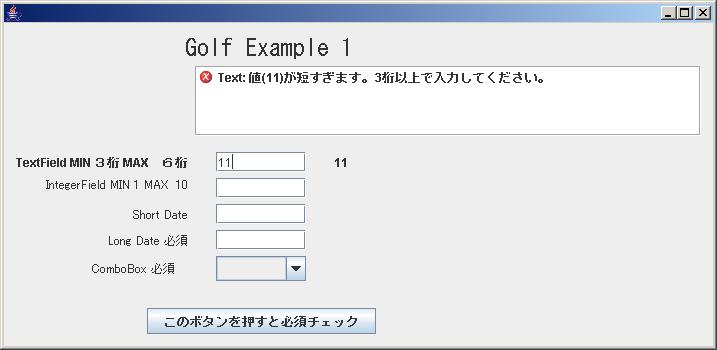 Golf Example 1
Text: 値(11)が短すぎます。3桁以上で入力してください。
TextField MIN ３桁 MAX　６桁 11 11
IntegerField MIN 1 MAX 10
Short Date
Long Date 必須
ComboBox 必須
このボタンを押すと必須チェック